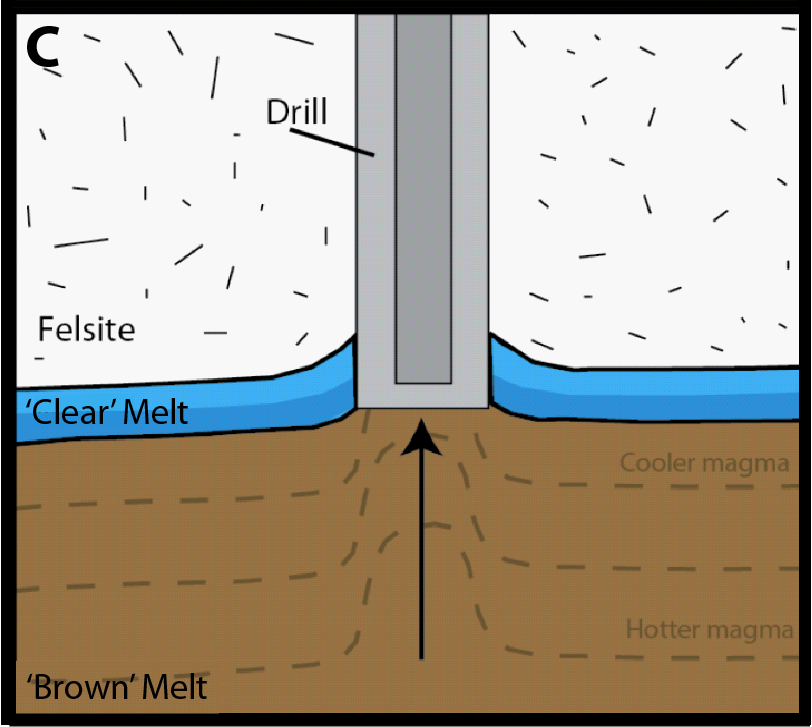 C
Drill
Felsite
‘Clear’ Melt
Cooler magma
Hotter magma
‘Brown’ Melt